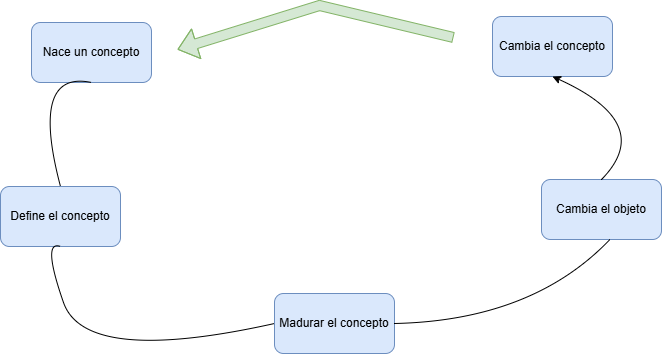 Nace un concepto
Cambia el concepto
Define el concepto
Cambia el objeto
Madurar el concepto